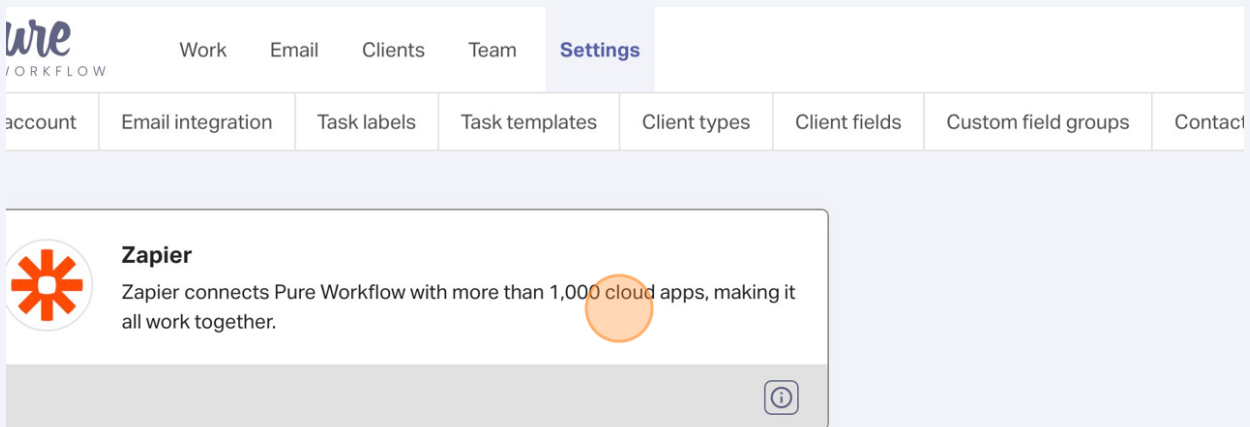 ure
WORKFLOW
Work Email Clients Team Settings
account Email integration Task labels Task templates Client types Client fields Custom field groups Contact
Zapier
Zapier connects Pure Workflow with more than 1,000 cloud apps, making it
all work together.